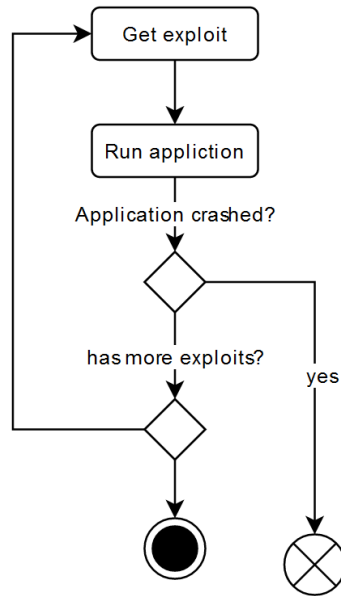 Get exploit
Run appliction
Application crashed?
has more exploits?
yes